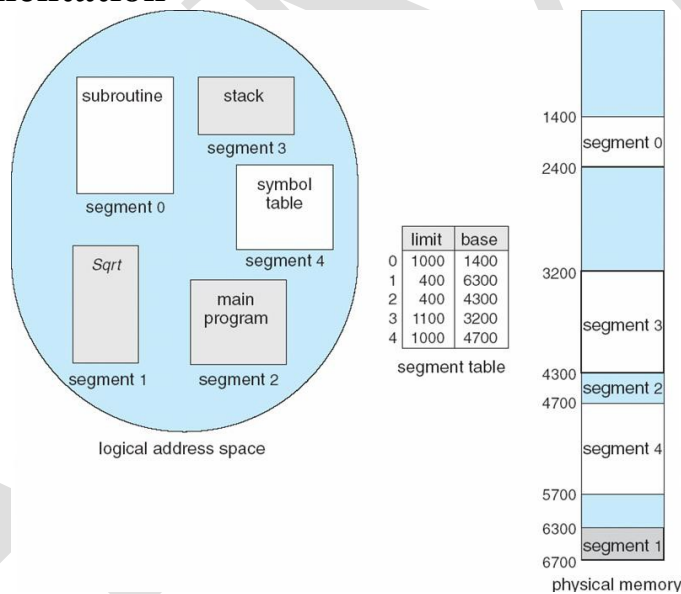 subroutine
segment 0
stack
segment 3
symbol
table
segment 4
Sqrt
segment 1
main
program
segment 2
logical address space
limit base
0 1000 1400
1 400 6300
2 400 4300
3 1100 3200
4 1000 4700
segment table
1400
segment 0
2400
3200
segment 3
4300
segment 2
4700
segment 4
5700
6300
segment 1
6700
physical memory